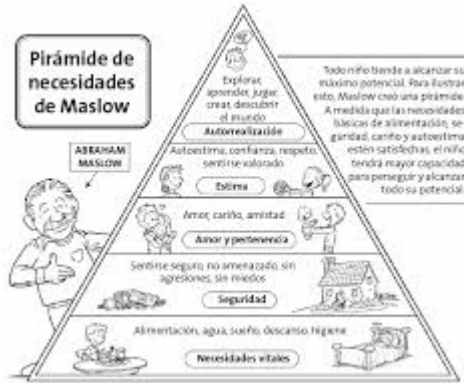 Pirámide de
necesidades
de Maslow
ABRAHAM
MASLOW
Todo niño tiende a alcanzar su
máximo potencial. Para ilustrar
esto, Maslow creó una pirámide.
A medida que las necesidades
básicas de alimentación, se-
guridad, cariño y autoestima
estén satisfechas, el niño
tendrá mayor capacidad
para perseguir y alcanzar
todo su potencial.
Explorar,
aprender, jugar,
crear, descubrir
el mundo
Autorrealización
Autoestima, confianza, respeto,
sentirse valorado
Estima
Amor, cariño, amistad
Amor y pertenencia
Sentirse seguro, no amenazado, sin
agresiones, sin miedos
Seguridad
Alimentación, agua, sueño, descanso, higiene
Necesidades vitales